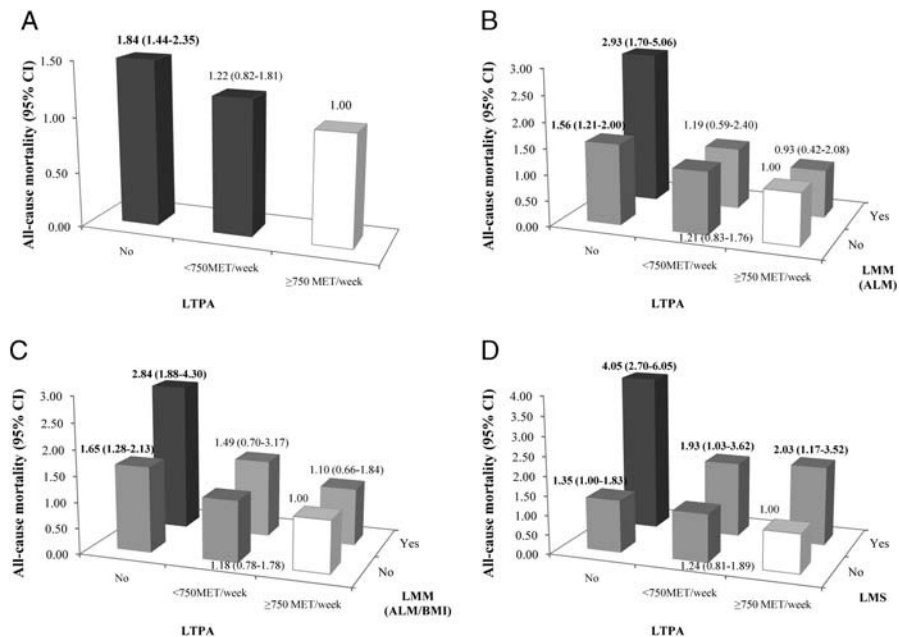 A
All-cause mortality (95% CI)
1.50
1.00
0.50
0.00
1.84 (1.44-2.35)
1.22 (0.82-1.81)
1.00
No
<750MET/week
≥750 MET/week
LTPA
B
All-cause mortality (95% CI)
3.00
2.50
2.00
1.50
1.00
0.50
0.00
2.93 (1.70-5.06)
1.56 (1.21-2.00)
1.19 (0.59-2.40)
0.93 (0.42-2.08)
1.00
1.21 (0.83-1.76)
Yes
No
No
<750MET/week
≥750 MET/week
LMM
(ALM)
LTPA
C
All-cause mortality (95% CI)
3.00
2.50
2.00
1.50
1.00
0.50
0.00
2.84 (1.88-4.30)
1.65 (1.28-2.13)
1.49 (0.70-3.17)
1.10 (0.66-1.84)
1.00
1.18 (0.78-1.78)
Yes
No
No
<750MET/week
≥750 MET/week
LMM
(ALM/BMI)
LTPA
D
All-cause mortality (95% CI)
4.00
3.50
3.00
2.50
2.00
1.50
1.00
0.50
0.00
4.05 (2.70-6.05)
1.35 (1.00-1.83)
1.93 (1.03-3.62)
2.03 (1.17-3.52)
1.00
1.24 (0.81-1.89)
Yes
No
No
<750MET/week
≥750 MET/week
LMS
LTPA